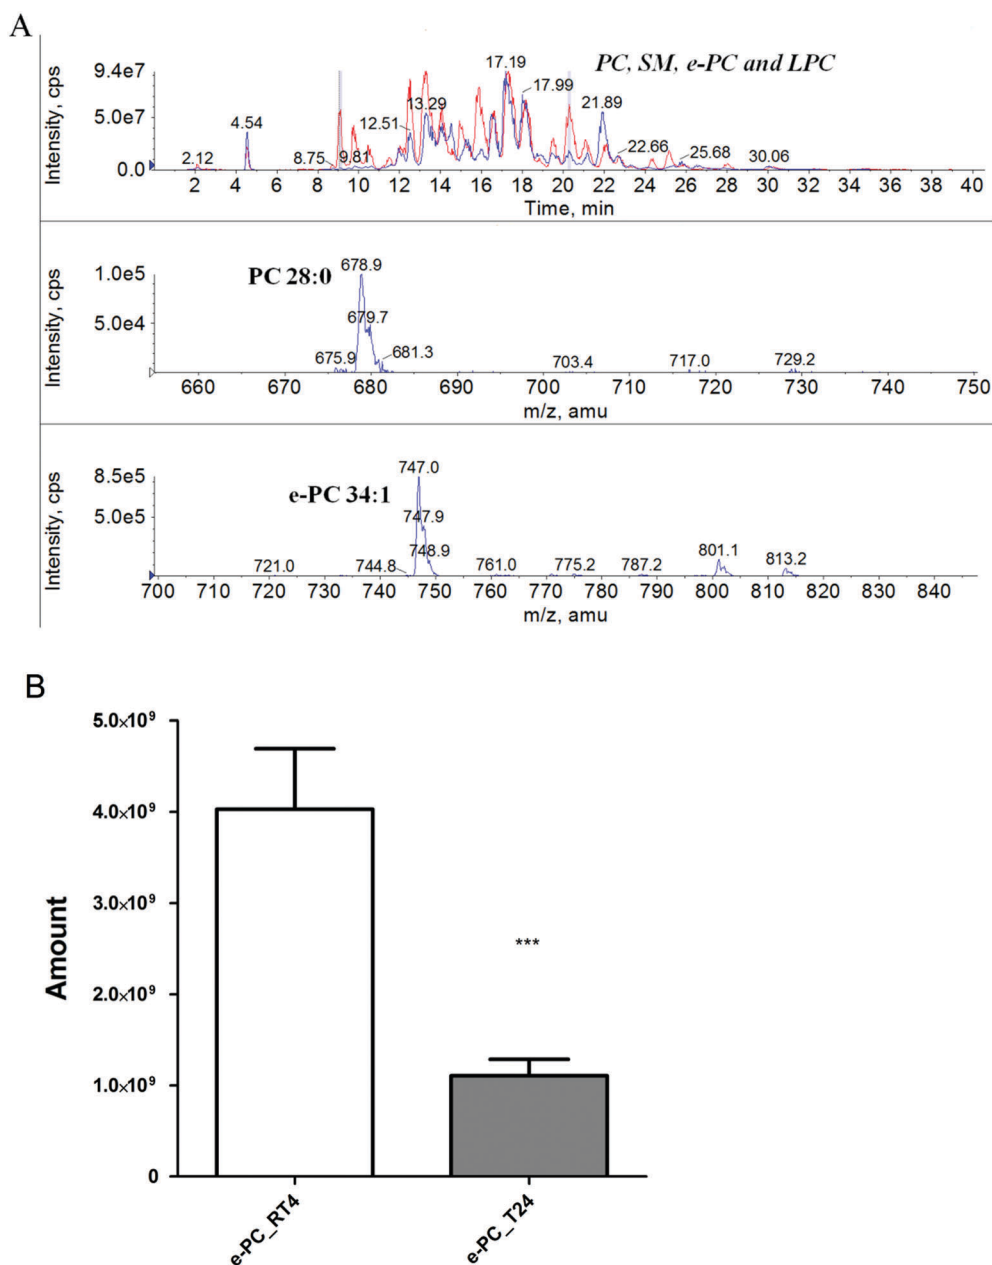 A
Intensity, cps
9.4e7
5.0e7
0.0
PC, SM, e-PC and LPC
2.12
4.54
8.75
9.81
12.51
13.29
17.19
17.99
21.89
22.66
25.68
30.06
2 4 6 8 10 12 14 16 18 20 22 24 26 28 30 32 34 36 38 40
Time, min
Intensity, cps
1.0e5
5.0e4
PC 28:0
675.9
678.9
679.7
681.3
703.4
717.0
729.2
660 670 680 690 700 710 720 730 740 750
m/z, amu
Intensity, cps
8.5e5
5.0e5
e-PC 34:1
721.0
744.8
747.0
747.9
748.9
761.0
775.2
787.2
801.1
813.2
700 710 720 730 740 750 760 770 780 790 800 810 820 830 840
m/z, amu
B
Amount
5.0×10⁹
4.0×10⁹
3.0×10⁹
2.0×10⁹
1.0×10⁹
0
***
e-PC_RT4
e-PC_T24